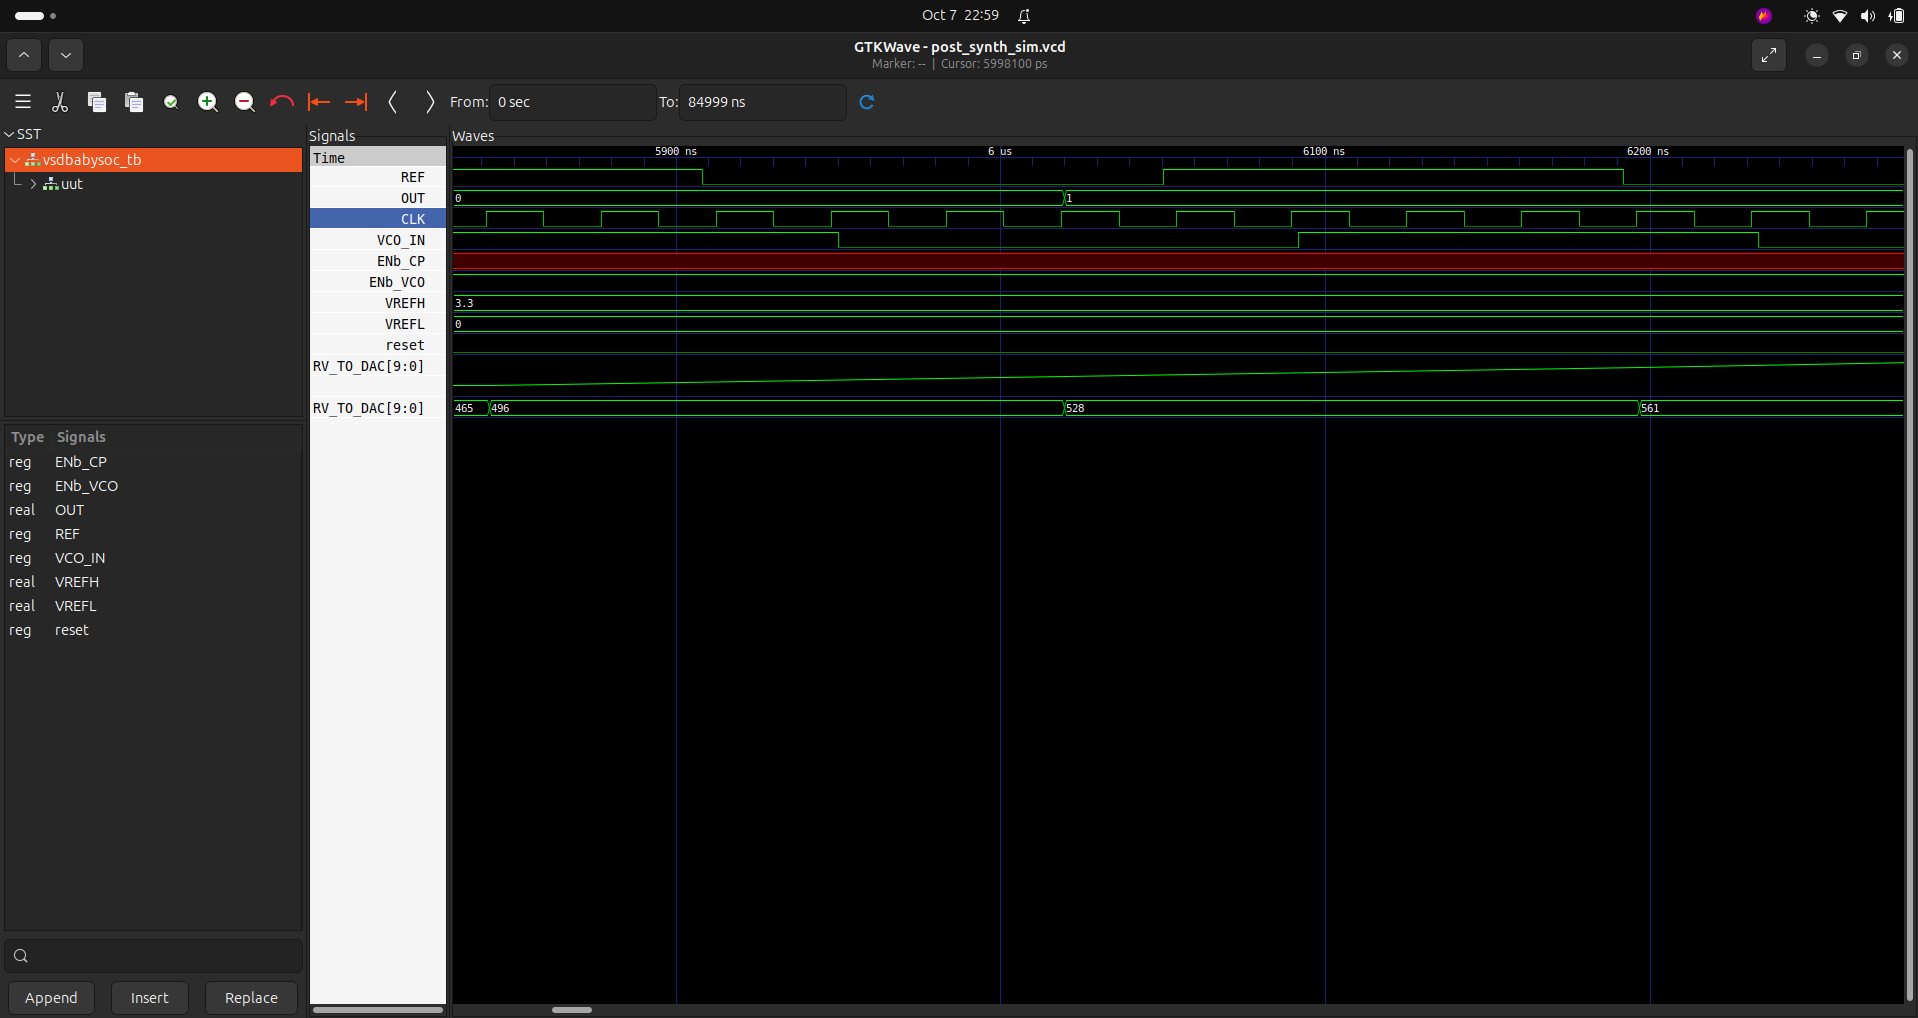 Oct 7 22:59
GTKWave - post_synth_sim.vcd
Marker: -- | Cursor: 5998100 ps
From: 0 sec To: 84999 ns
SST
vsdbabysoc_tb
uut
Type Signals
reg ENb_CP
reg ENb_VCO
real OUT
reg REF
reg VCO_IN
real VREFH
real VREFL
reg reset
Append Insert Replace
Signals
Time
REF
OUT
CLK
VCO_IN
ENb_CP
ENb_VCO
VREFH
VREFL
reset
RV_TO_DAC[9:0]
RV_TO_DAC[9:0]
Waves
5900 ns 6 us 6100 ns 6200 ns
0 1
3.3
0
465 496 528 561